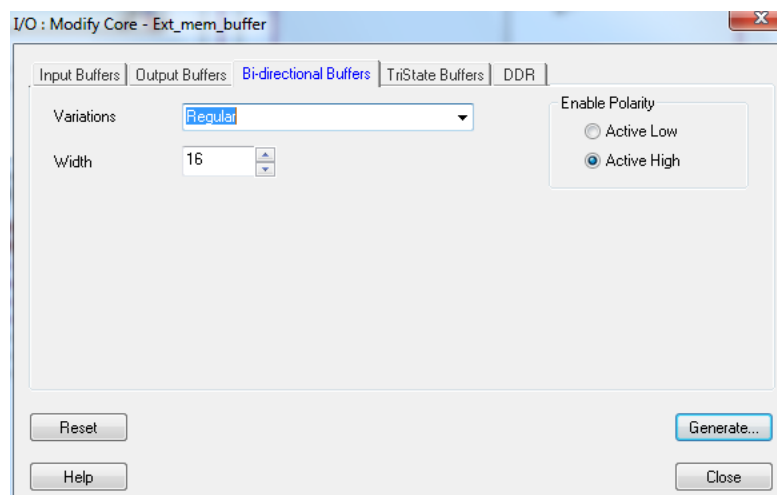 I/O : Modify Core - Ext_mem_buffer
Input Buffers Output Buffers Bi-directional Buffers TriState Buffers DDR
Variations Regular
Width 16
Enable Polarity
Active Low
Active High
Reset Generate...
Help Close